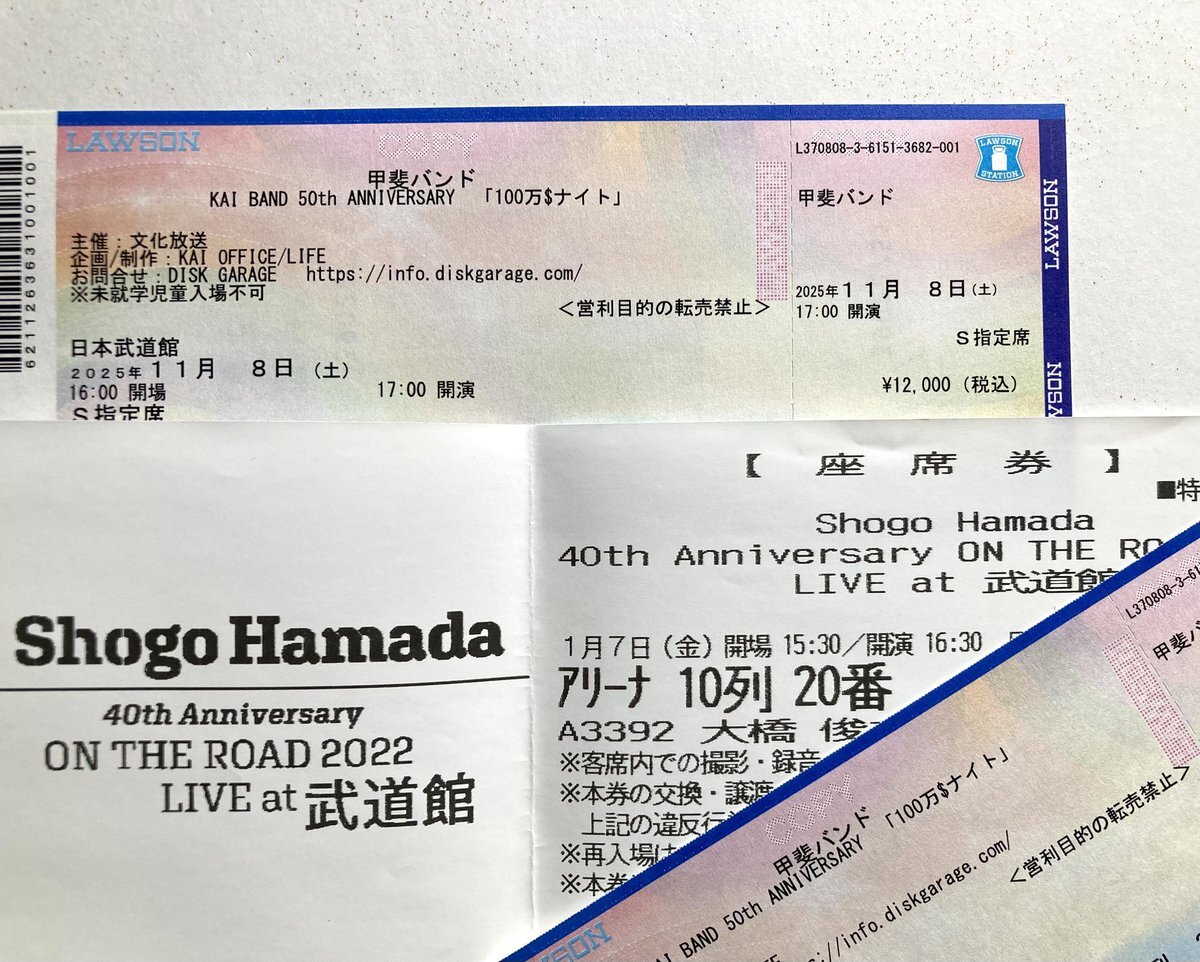 LAWSON
COPY
甲斐バンド
KAI BAND 50th ANNIVERSARY 「100万$ナイト」
主催：文化放送
企画/制作：KAI OFFICE/LIFE
お問合せ：DISK GARAGE https://info.diskgarage.com/
※未就学児童入場不可
＜営利目的の転売禁止＞
日本武道館
2025年11月 8日（土）
16:00 開場 17:00 開演
S指定席
6211263631001001
COPY
L370808-3-6151-3682-001
LAWSON
STATION
甲斐バンド
2025年11月 8日（土）
17:00 開演
S指定席
¥12,000（税込）
LAWSON
Shogo Hamada
40th Anniversary
ON THE ROAD 2022
LIVE at 武道館
【 座 席 券 】
■特
Shogo Hamada
40th Anniversary ON THE RO
LIVE at 武道館
1月7日（金）開場 15:30／開演 16:30
アリーナ 10列 20番
A3392 大橋 俊
※客席内での撮影・録音
※本券の交換・譲渡
上記の違反行
※再入場は
※本券
L370808-3-61
甲斐バ
COPY
甲斐バンド
KAI BAND 50th ANNIVERSARY 「100万$ナイト」
://info.diskgarage.com/
＜営利目的の転売禁止＞
LAWSON